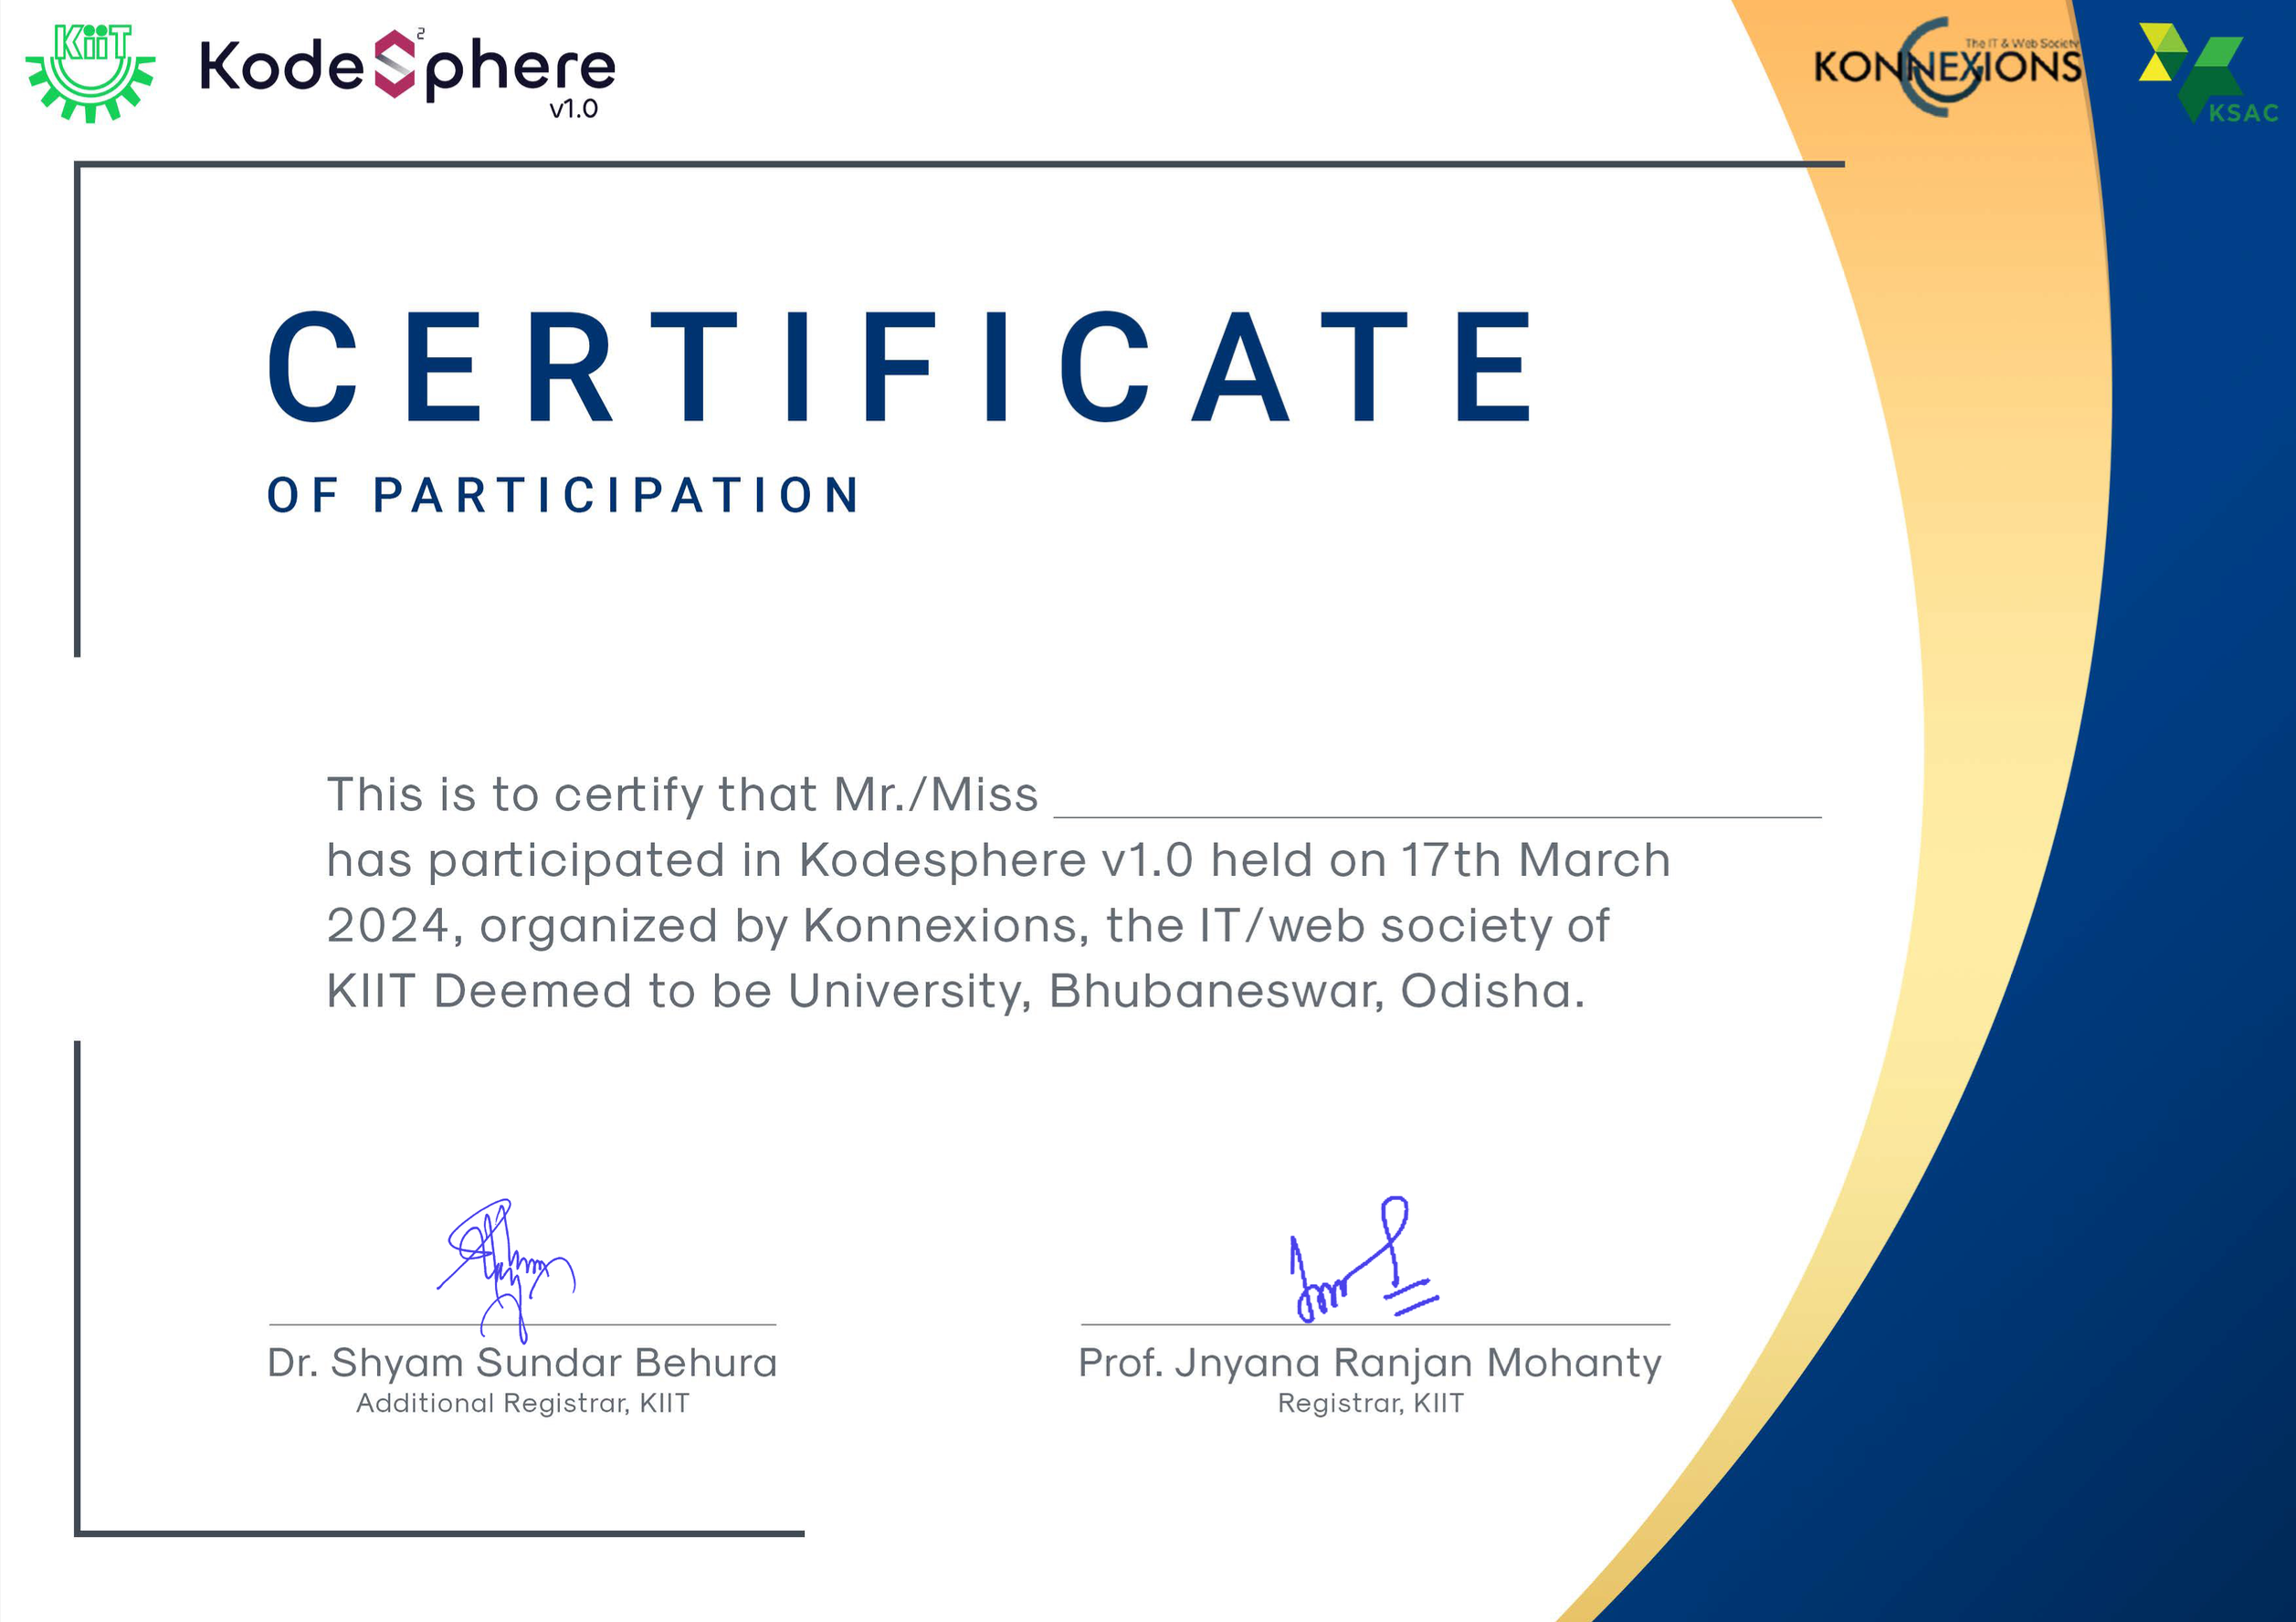 KiiT
KodeS²phere
v1.0
The IT & Web Society
KONNEXIONS
KSAC
CERTIFICATE
OF PARTICIPATION
This is to certify that Mr./Miss
has participated in Kodesphere v1.0 held on 17th March
2024, organized by Konnexions, the IT/web society of
KIIT Deemed to be University, Bhubaneswar, Odisha.
Dr. Shyam Sundar Behura
Additional Registrar, KIIT
Prof. Jnyana Ranjan Mohanty
Registrar, KIIT